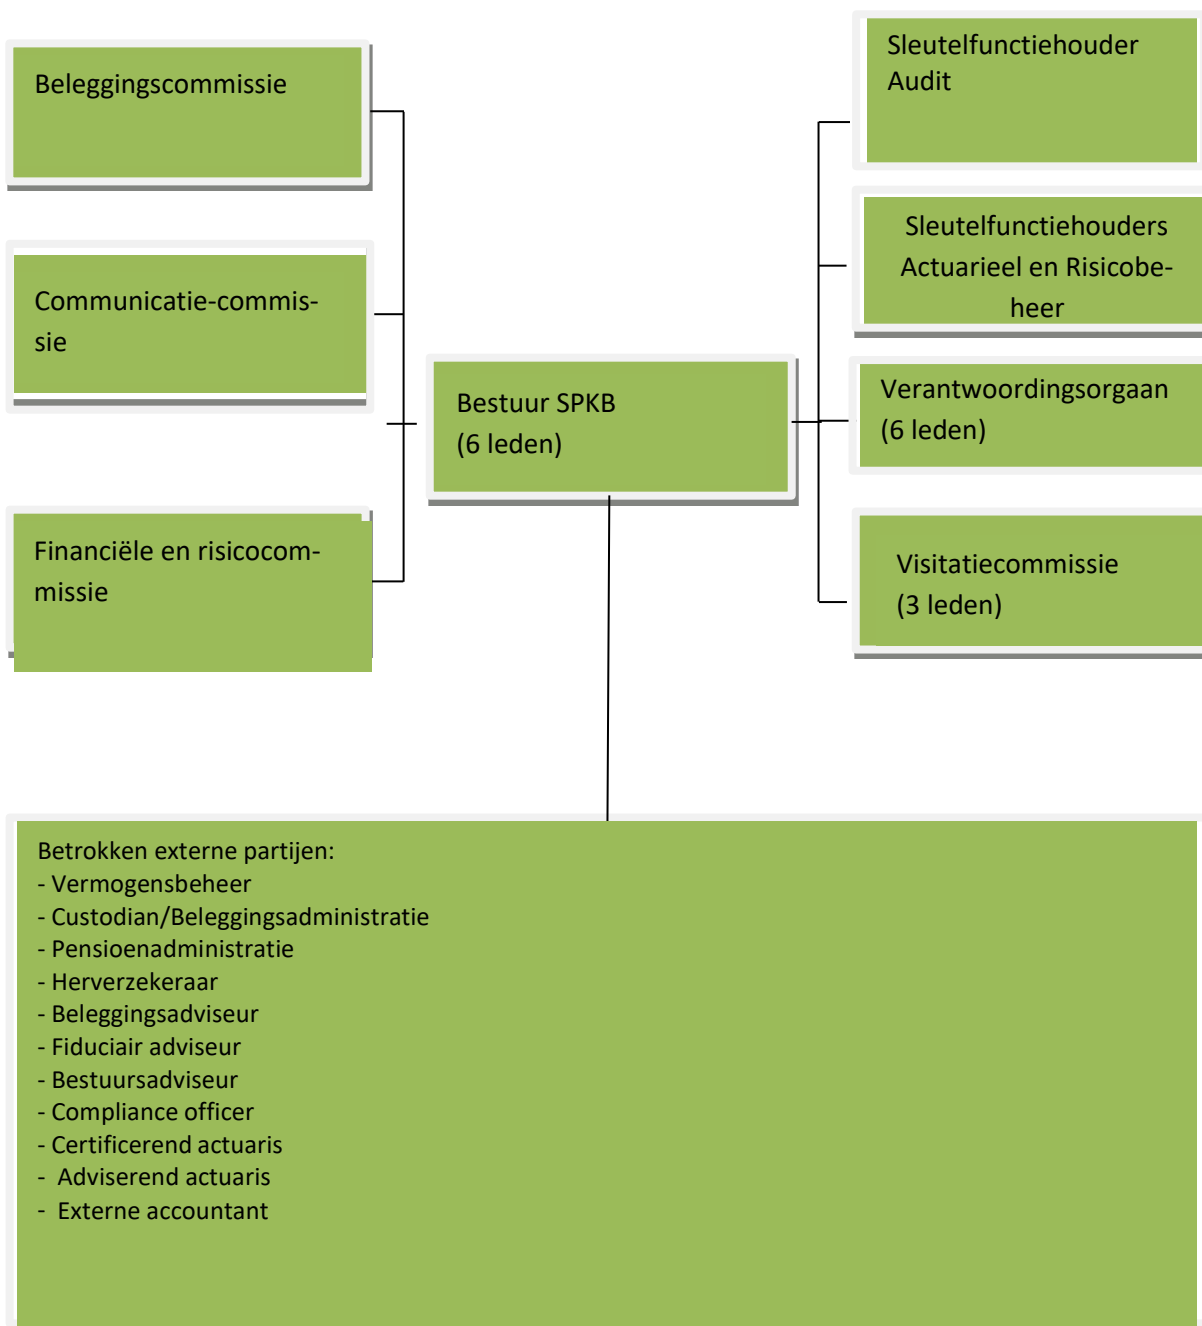 Beleggingscommissie
Communicatie-commis-
sie
Financiële en risicocom-
missie
Bestuur SPKB
(6 leden)
Sleutelfunctiehouder
Audit
Sleutelfunctiehouders
Actuarieel en Risicobe-
heer
Verantwoordingsorgaan
(6 leden)
Visitatiecommissie
(3 leden)
Betrokken externe partijen:
- Vermogensbeheer
- Custodian/Beleggingsadministratie
- Pensioenadministratie
- Herverzekeraar
- Beleggingsadviseur
- Fiduciair adviseur
- Bestuursadviseur
- Compliance officer
- Certificerend actuaris
- Adviserend actuaris
- Externe accountant